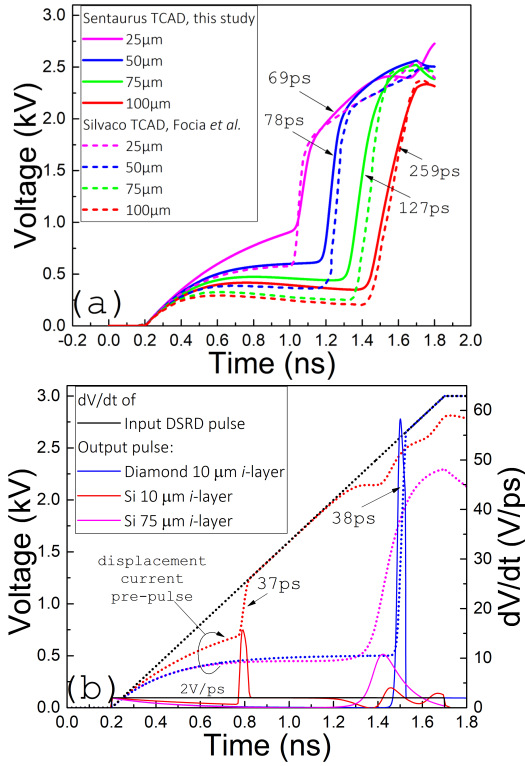 Sentaurus TCAD, this study
25μm
50μm
75μm
100μm
Silvaco TCAD, Focia et al.
25μm
50μm
75μm
100μm
69ps
78ps
259ps
127ps
(a)
Voltage (kV)
3.0
2.5
2.0
1.5
1.0
0.5
0.0
-0.2 0.0 0.2 0.4 0.6 0.8 1.0 1.2 1.4 1.6 1.8 2.0
Time (ns)
dV/dt of
Input DSRD pulse
Output pulse:
Diamond 10 μm i-layer
Si 10 μm i-layer
Si 75 μm i-layer
displacement
current
pre-pulse
37ps
38ps
2V/ps
(b)
Voltage (kV)
3.0
2.5
2.0
1.5
1.0
0.5
0.0
dV/dt (V/ps)
60
50
40
30
20
10
0
0.0 0.2 0.4 0.6 0.8 1.0 1.2 1.4 1.6 1.8
Time (ns)